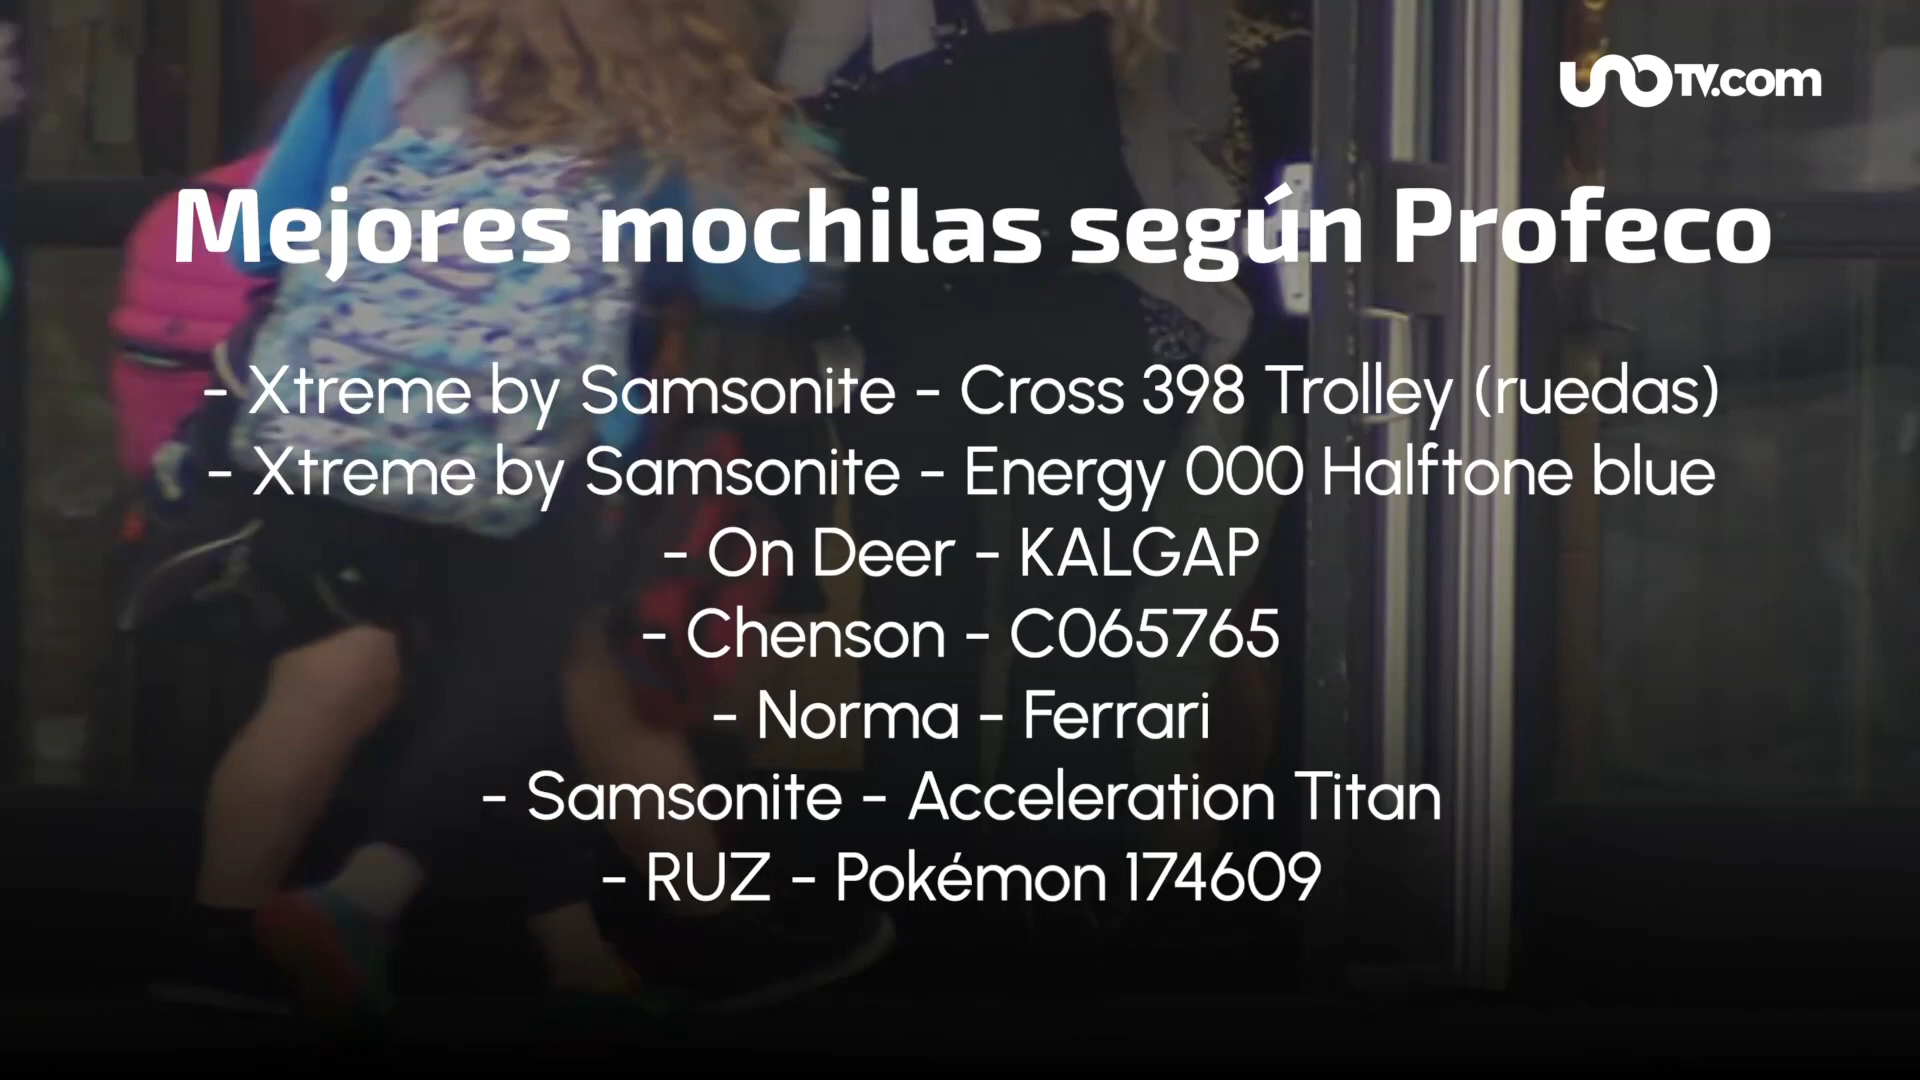 UNOTV.com
Mejores mochilas según Profeco
- Xtreme by Samsonite - Cross 398 Trolley (ruedas)
- Xtreme by Samsonite - Energy 000 Halftone blue
- On Deer - KALGAP
- Chenson - C065765
- Norma - Ferrari
- Samsonite - Acceleration Titan
- RUZ - Pokémon 174609